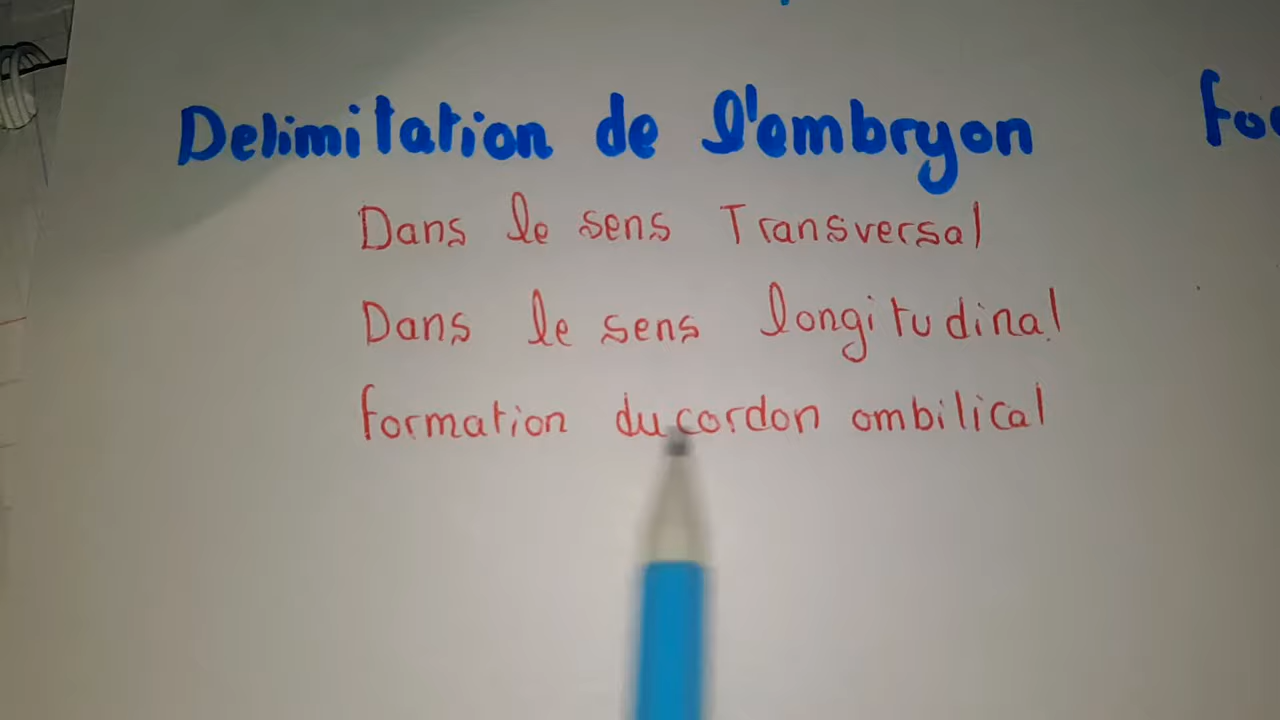 Delimitation de l'embryon
Dans le sens Transversal
Dans le sens longitudinal
formation du cordon ombilical